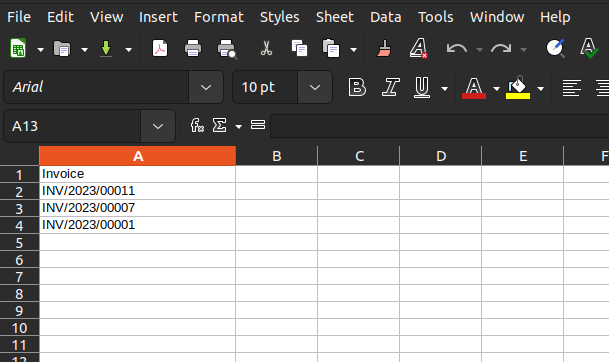 File Edit View Insert Format Styles Sheet Data Tools Window Help
Arial 10 pt B I U A
A13 fx Σ =
A B C D E F
1 Invoice
2 INV/2023/00011
3 INV/2023/00007
4 INV/2023/00001
5
6
7
8
9
10
11
12